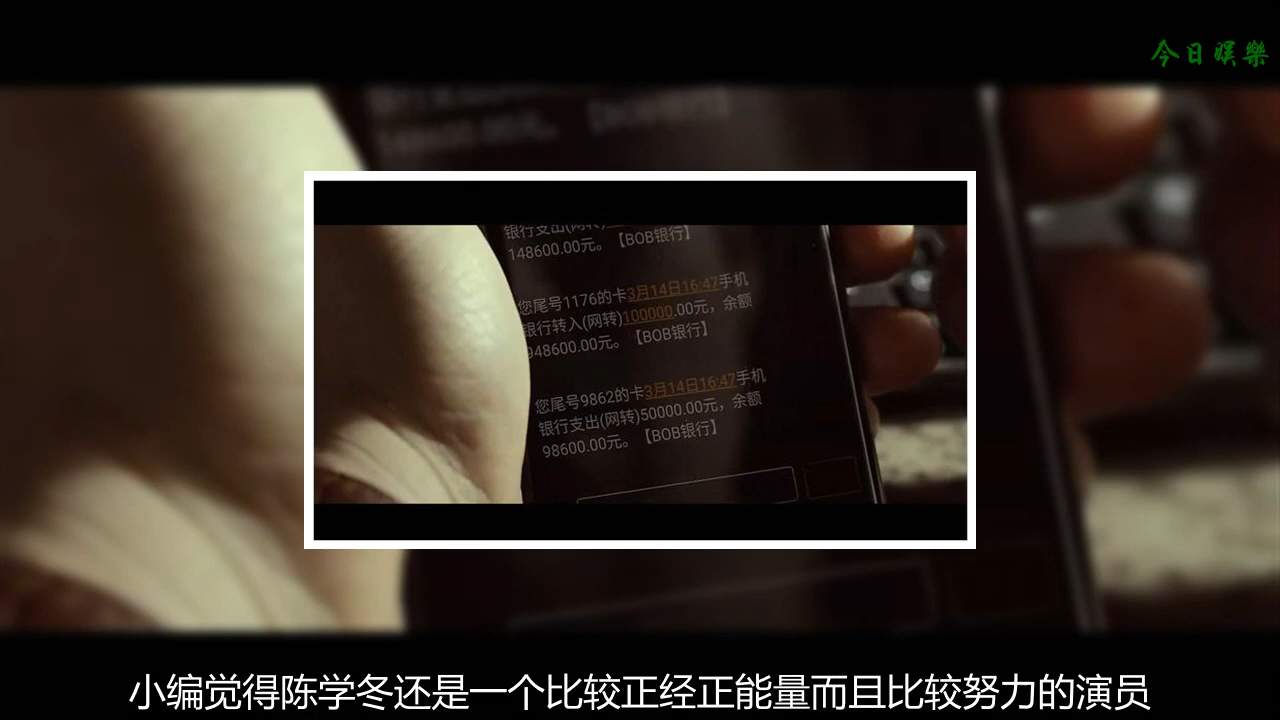 今日娱樂
银行支出(网转)
148600.00元。【BOB银行】
您尾号1176的卡3月14日16:47手机
银行转入(网转)100000.00元，余额
948600.00元。【BOB银行】
您尾号9862的卡3月14日16:47手机
银行支出(网转)50000.00元，余额
98600.00元。【BOB银行】
小编觉得陈学冬还是一个比较正经正能量而且比较努力的演员